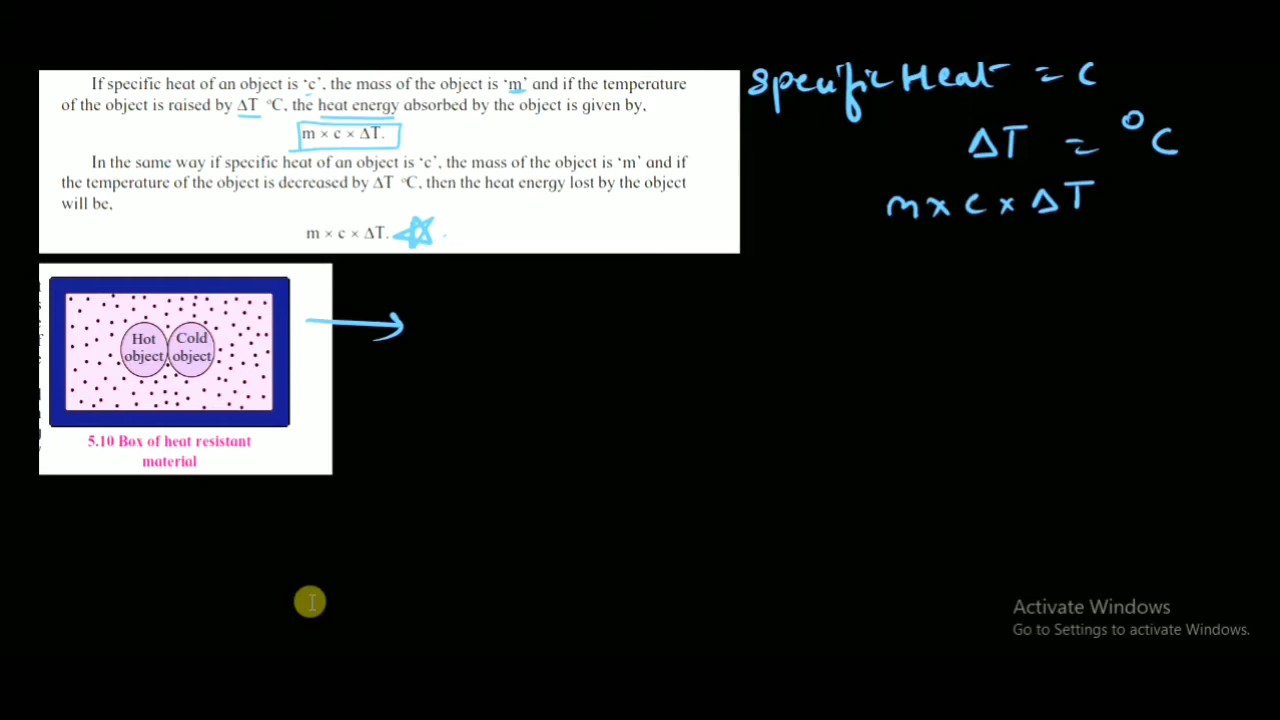 If specific heat of an object is 'c', the mass of the object is 'm' and if the temperature
of the object is raised by ΔT °C, the heat energy absorbed by the object is given by,
m × c × ΔT.
In the same way if specific heat of an object is 'c', the mass of the object is 'm' and if
the temperature of the object is decreased by ΔT °C, then the heat energy lost by the object
will be,
m × c × ΔT.
Specific Heat = C
ΔT = °C
m x c x ΔT
Hot object
Cold object
5.10 Box of heat resistant
material
Activate Windows
Go to Settings to activate Windows.